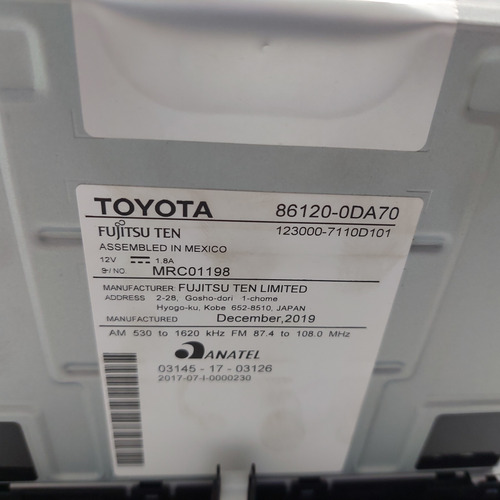 TOYOTA 86120-0DA70
FUJITSU TEN 123000-7110D101
ASSEMBLED IN MEXICO
12V 1.8A
S/NO. MRC01198
MANUFACTURER: FUJITSU TEN LIMITED
ADDRESS 2-28, Gosho-dori 1-chome
Hyogo-ku, Kobe 652-8510, JAPAN
MANUFACTURED December,2019
AM 530 to 1620 kHz FM 87.4 to 108.0 MHz
ANATEL
03145 - 17 - 03126
2017-07-I-0000230